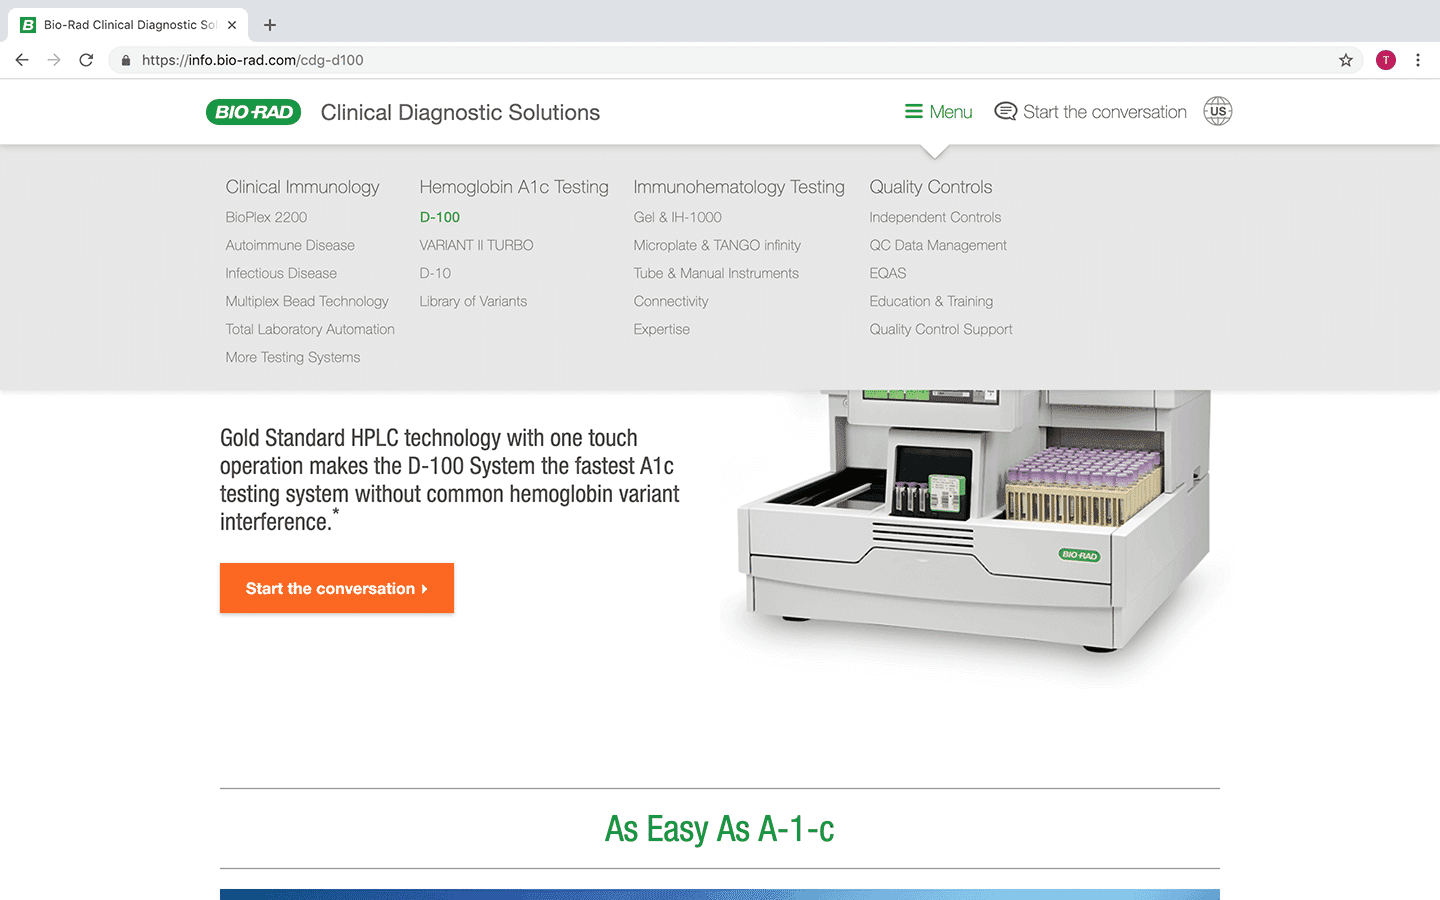 Bio-Rad Clinical Diagnostic Sol
https://info.bio-rad.com/cdg-d100
T
BIO-RAD Clinical Diagnostic Solutions
Menu
Start the conversation
US
Clinical Immunology
BioPlex 2200
Autoimmune Disease
Infectious Disease
Multiplex Bead Technology
Total Laboratory Automation
More Testing Systems
Hemoglobin A1c Testing
D-100
VARIANT II TURBO
D-10
Library of Variants
Immunohematology Testing
Gel & IH-1000
Microplate & TANGO infinity
Tube & Manual Instruments
Connectivity
Expertise
Quality Controls
Independent Controls
QC Data Management
EQAS
Education & Training
Quality Control Support
Gold Standard HPLC technology with one touch
operation makes the D-100 System the fastest A1c
testing system without common hemoglobin variant
interference.*
Start the conversation
BIO-RAD
As Easy As A-1-c